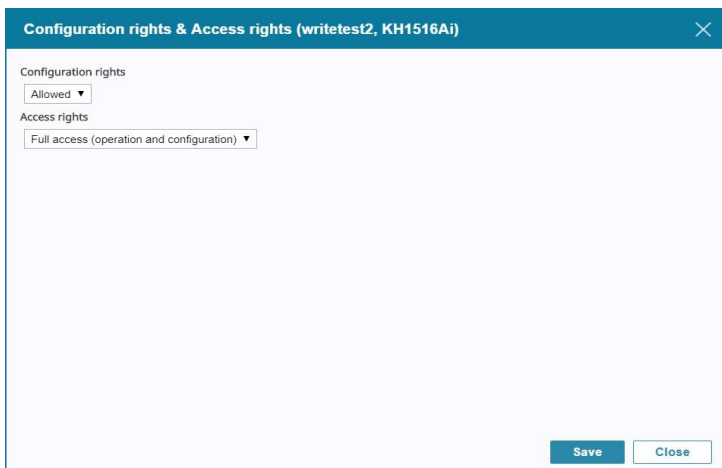 Configuration rights & Access rights (writetest2, KH1516Ai)
Configuration rights
Allowed
Access rights
Full access (operation and configuration)
Save Close